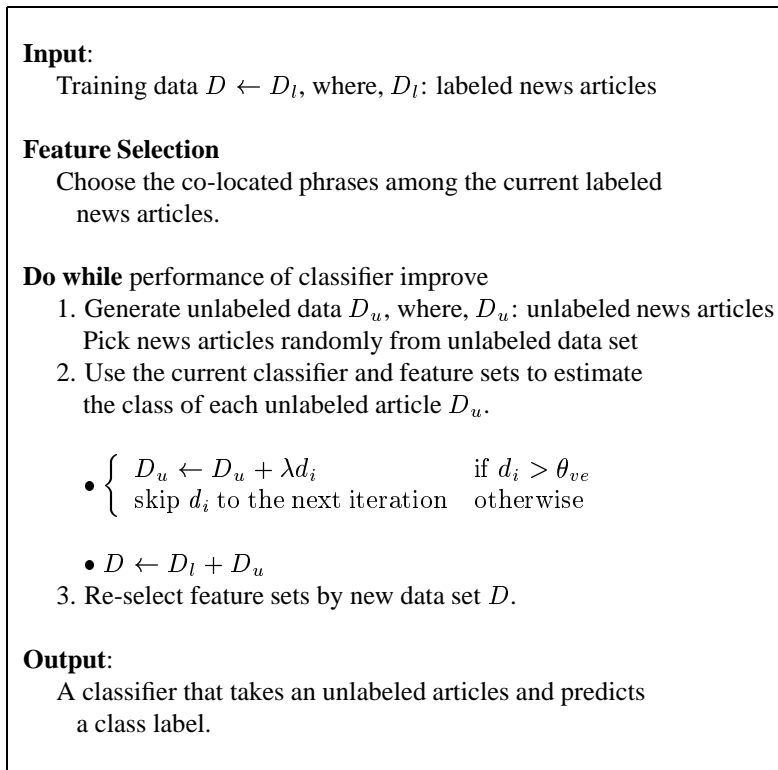 Input:
Training data D ← D_l, where, D_l: labeled news articles
Feature Selection
Choose the co-located phrases among the current labeled
news articles.
Do while performance of classifier improve
1. Generate unlabeled data D_u, where, D_u: unlabeled news articles
Pick news articles randomly from unlabeled data set
2. Use the current classifier and feature sets to estimate
the class of each unlabeled article D_u.
• { D_u ← D_u + λd_i if d_i > θ_ve
skip d_i to the next iteration otherwise
• D ← D_l + D_u
3. Re-select feature sets by new data set D.
Output:
A classifier that takes an unlabeled articles and predicts
a class label.